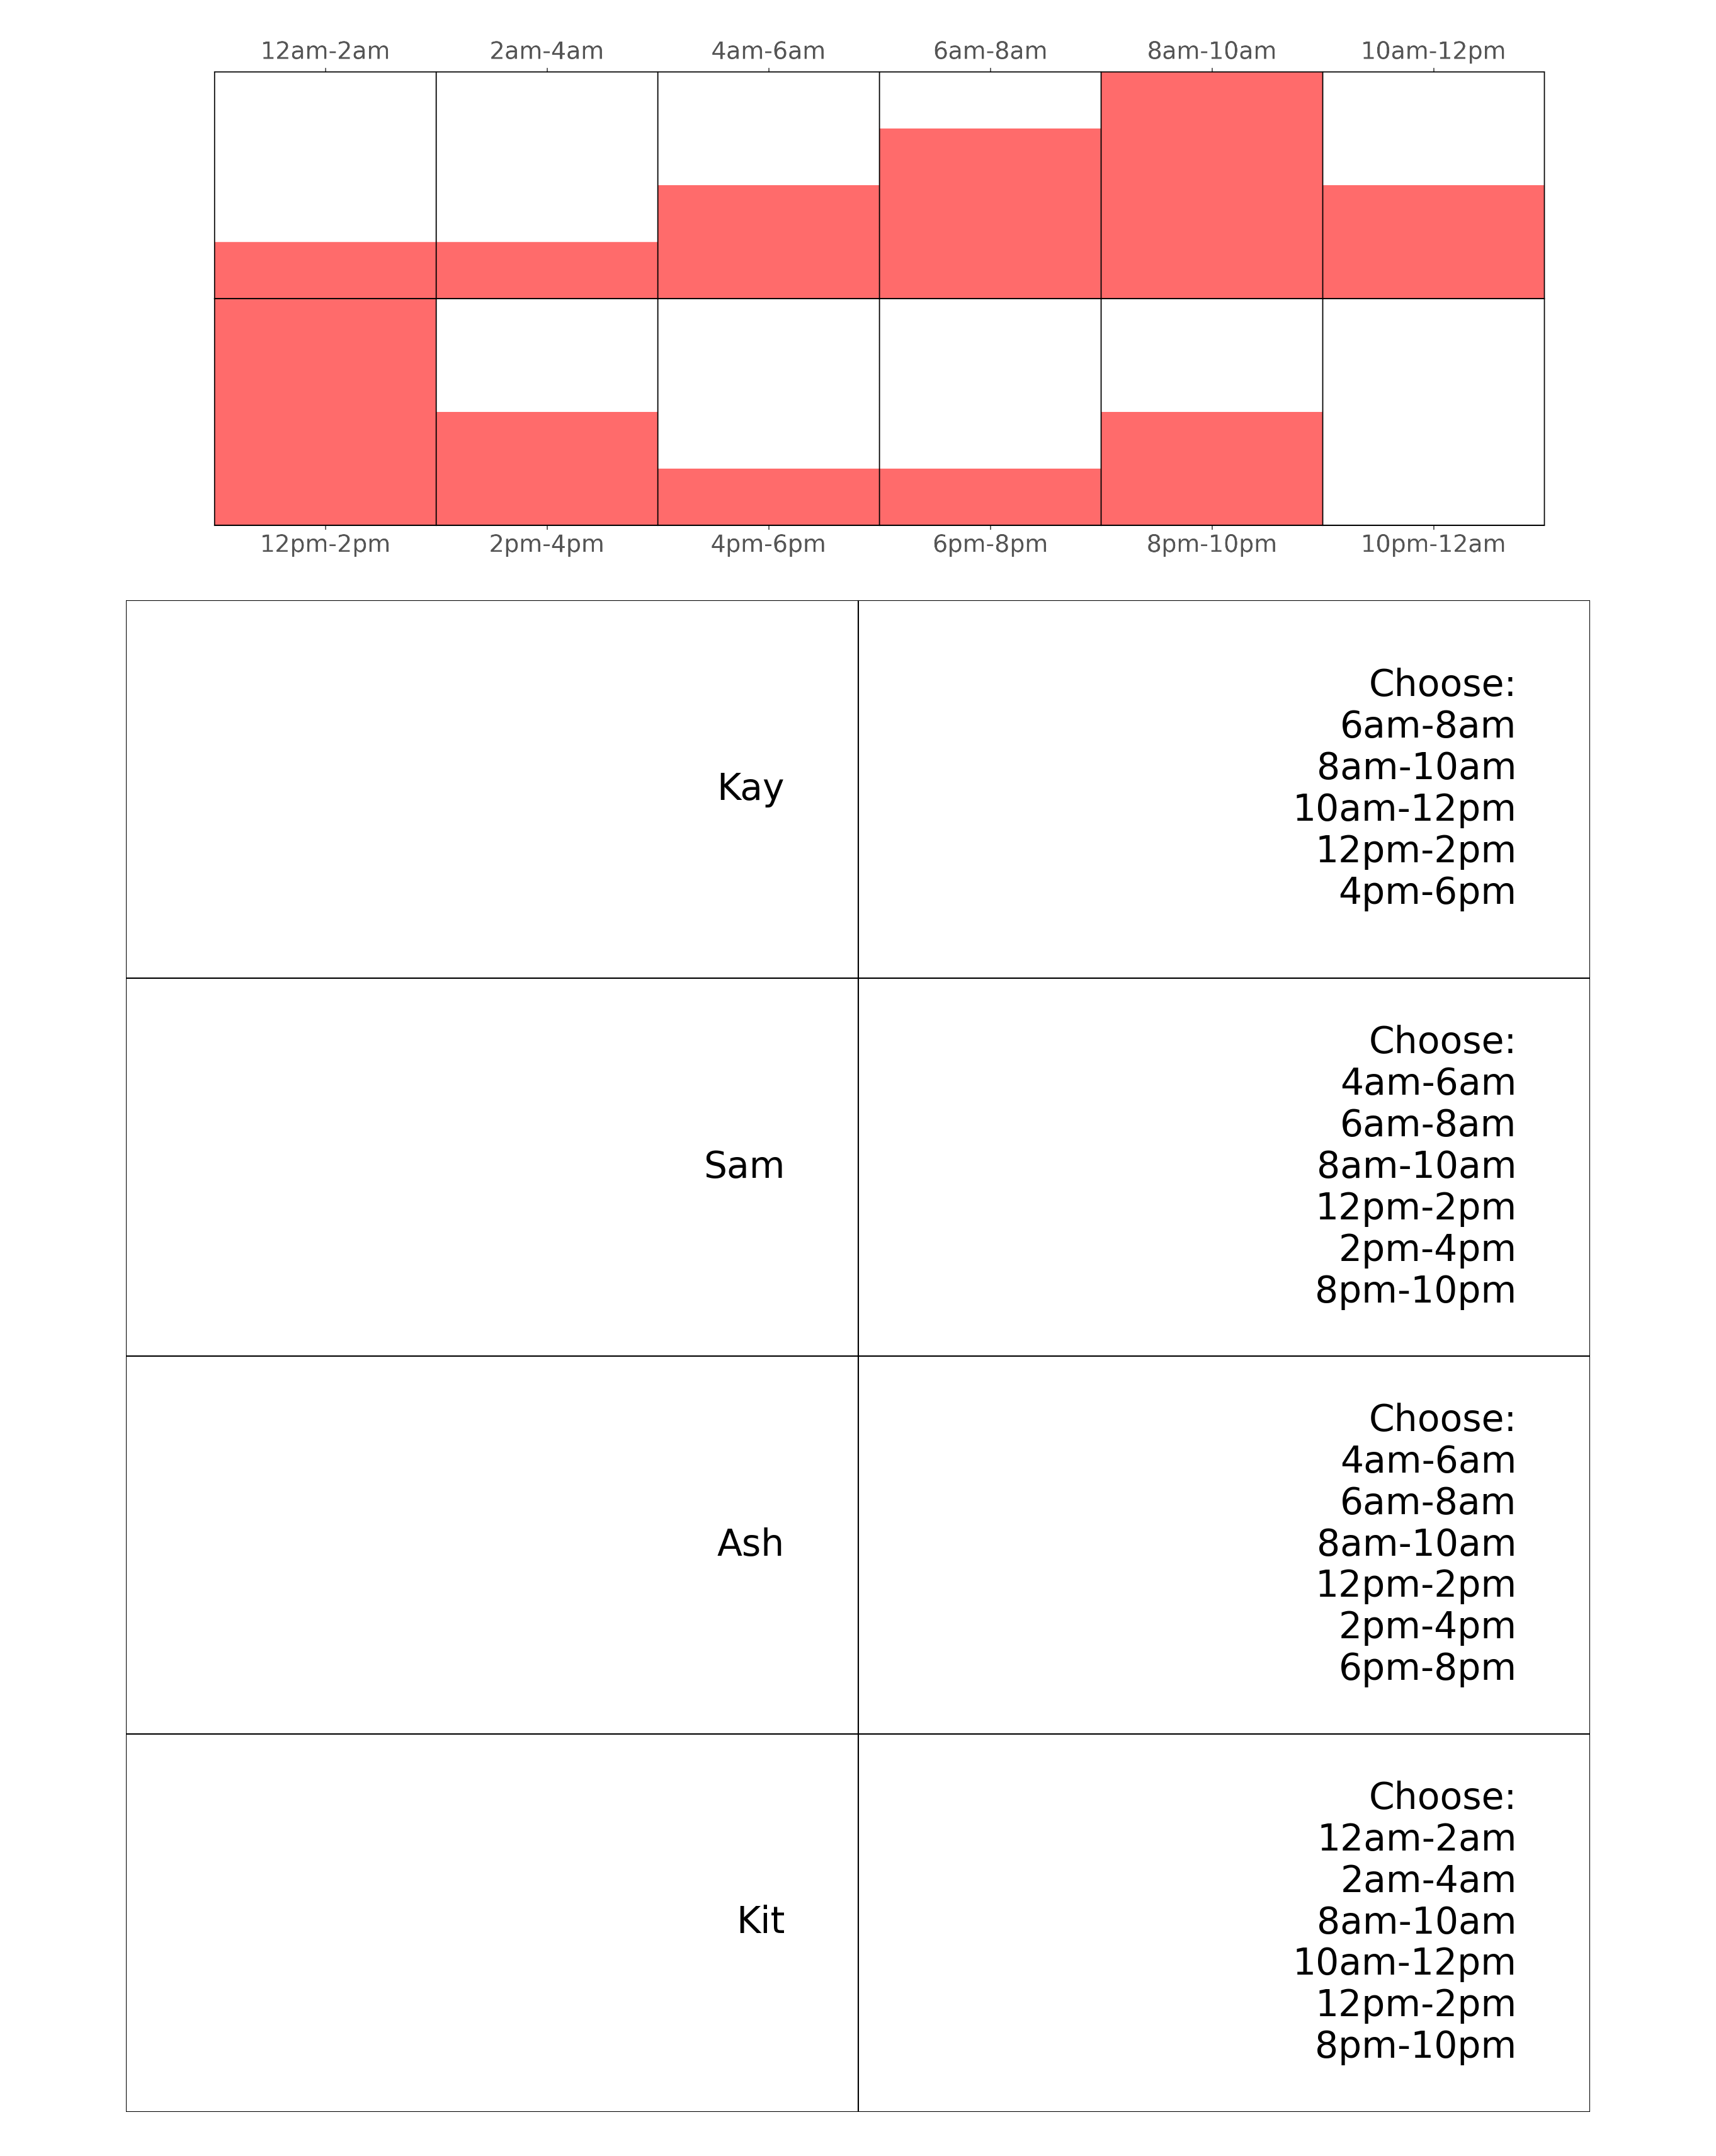 12am-2am 2am-4am 4am-6am 6am-8am 8am-10am 10am-12pm
12pm-2pm 2pm-4pm 4pm-6pm 6pm-8pm 8pm-10pm 10pm-12am
Kay
Choose:
6am-8am
8am-10am
10am-12pm
12pm-2pm
4pm-6pm
Sam
Choose:
4am-6am
6am-8am
8am-10am
12pm-2pm
2pm-4pm
8pm-10pm
Ash
Choose:
4am-6am
6am-8am
8am-10am
12pm-2pm
2pm-4pm
6pm-8pm
Kit
Choose:
12am-2am
2am-4am
8am-10am
10am-12pm
12pm-2pm
8pm-10pm